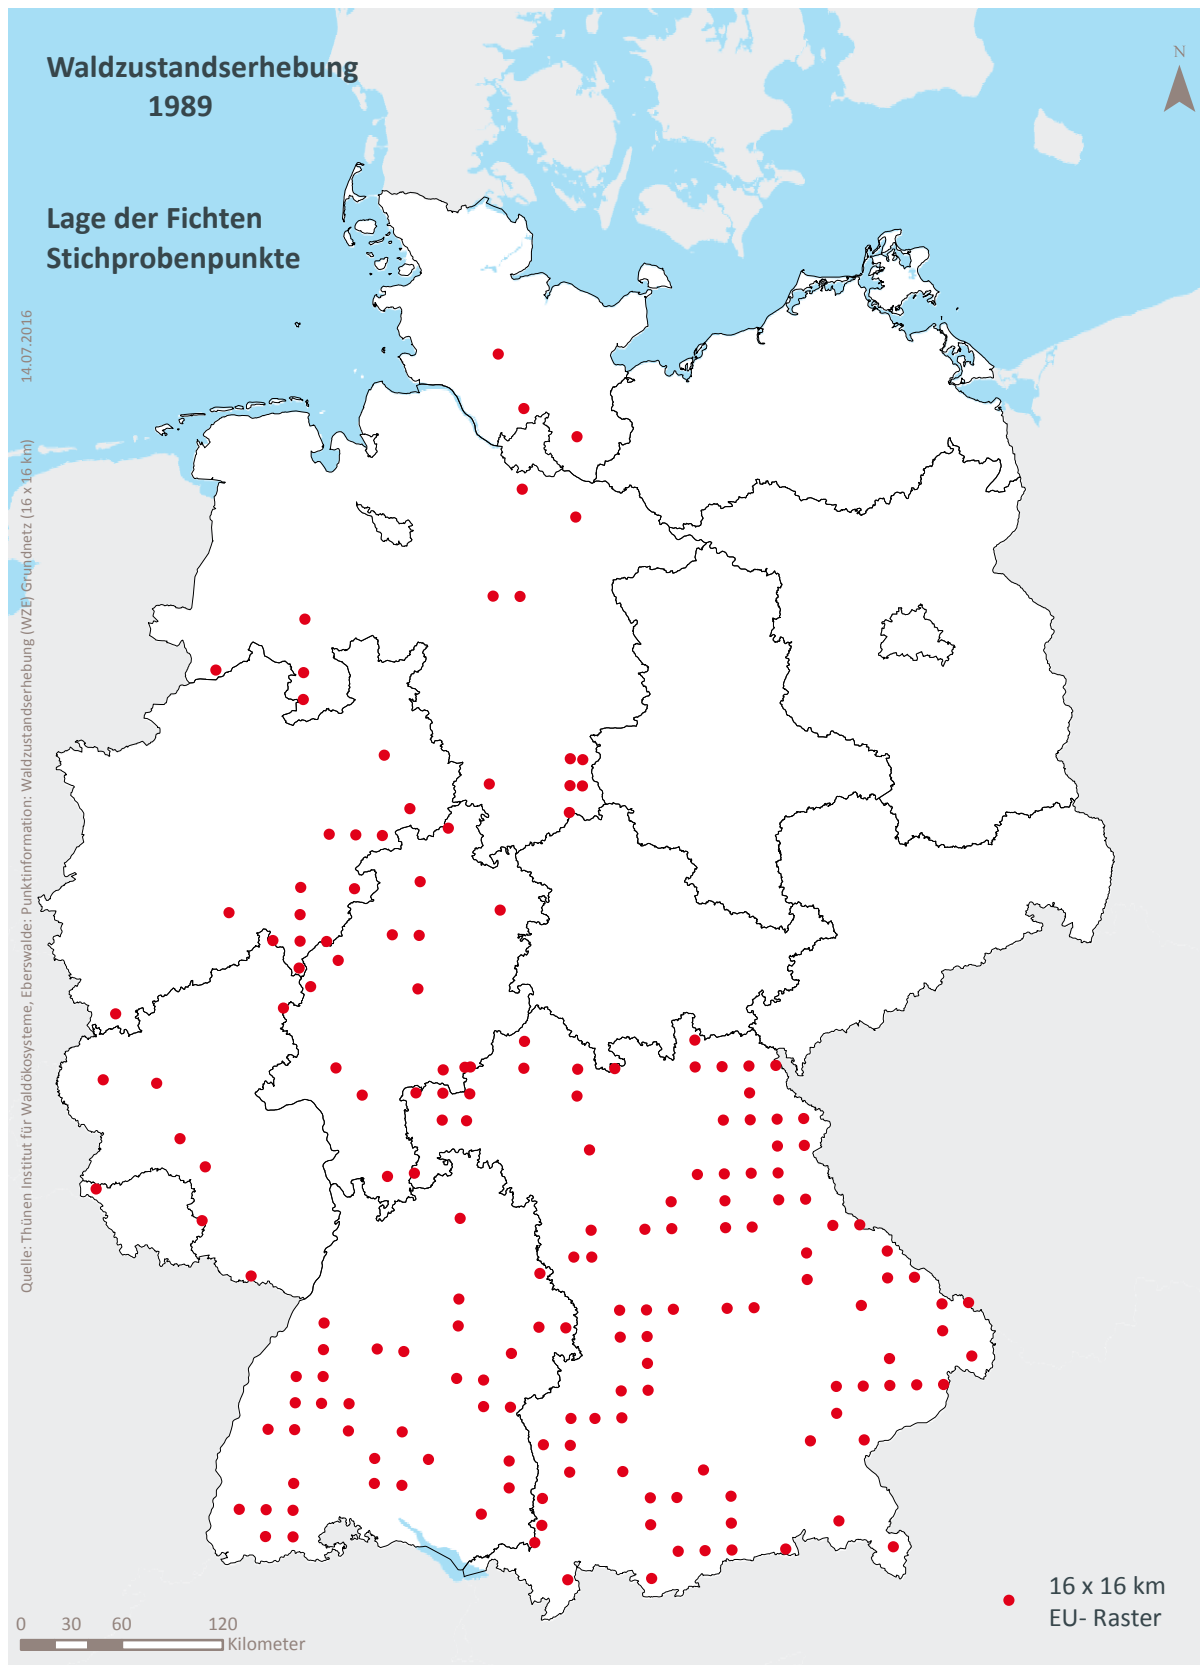 Waldzustandserhebung
1989
Lage der Fichten
Stichprobenpunkte
N
Quelle: Thünen Institut für Waldökosysteme, Eberswalde: Punktinformation: Waldzustandserhebung (WZE) Grundnetz (16 x 16 km) 14.07.2016
16 x 16 km
EU- Raster
0 30 60 120
Kilometer